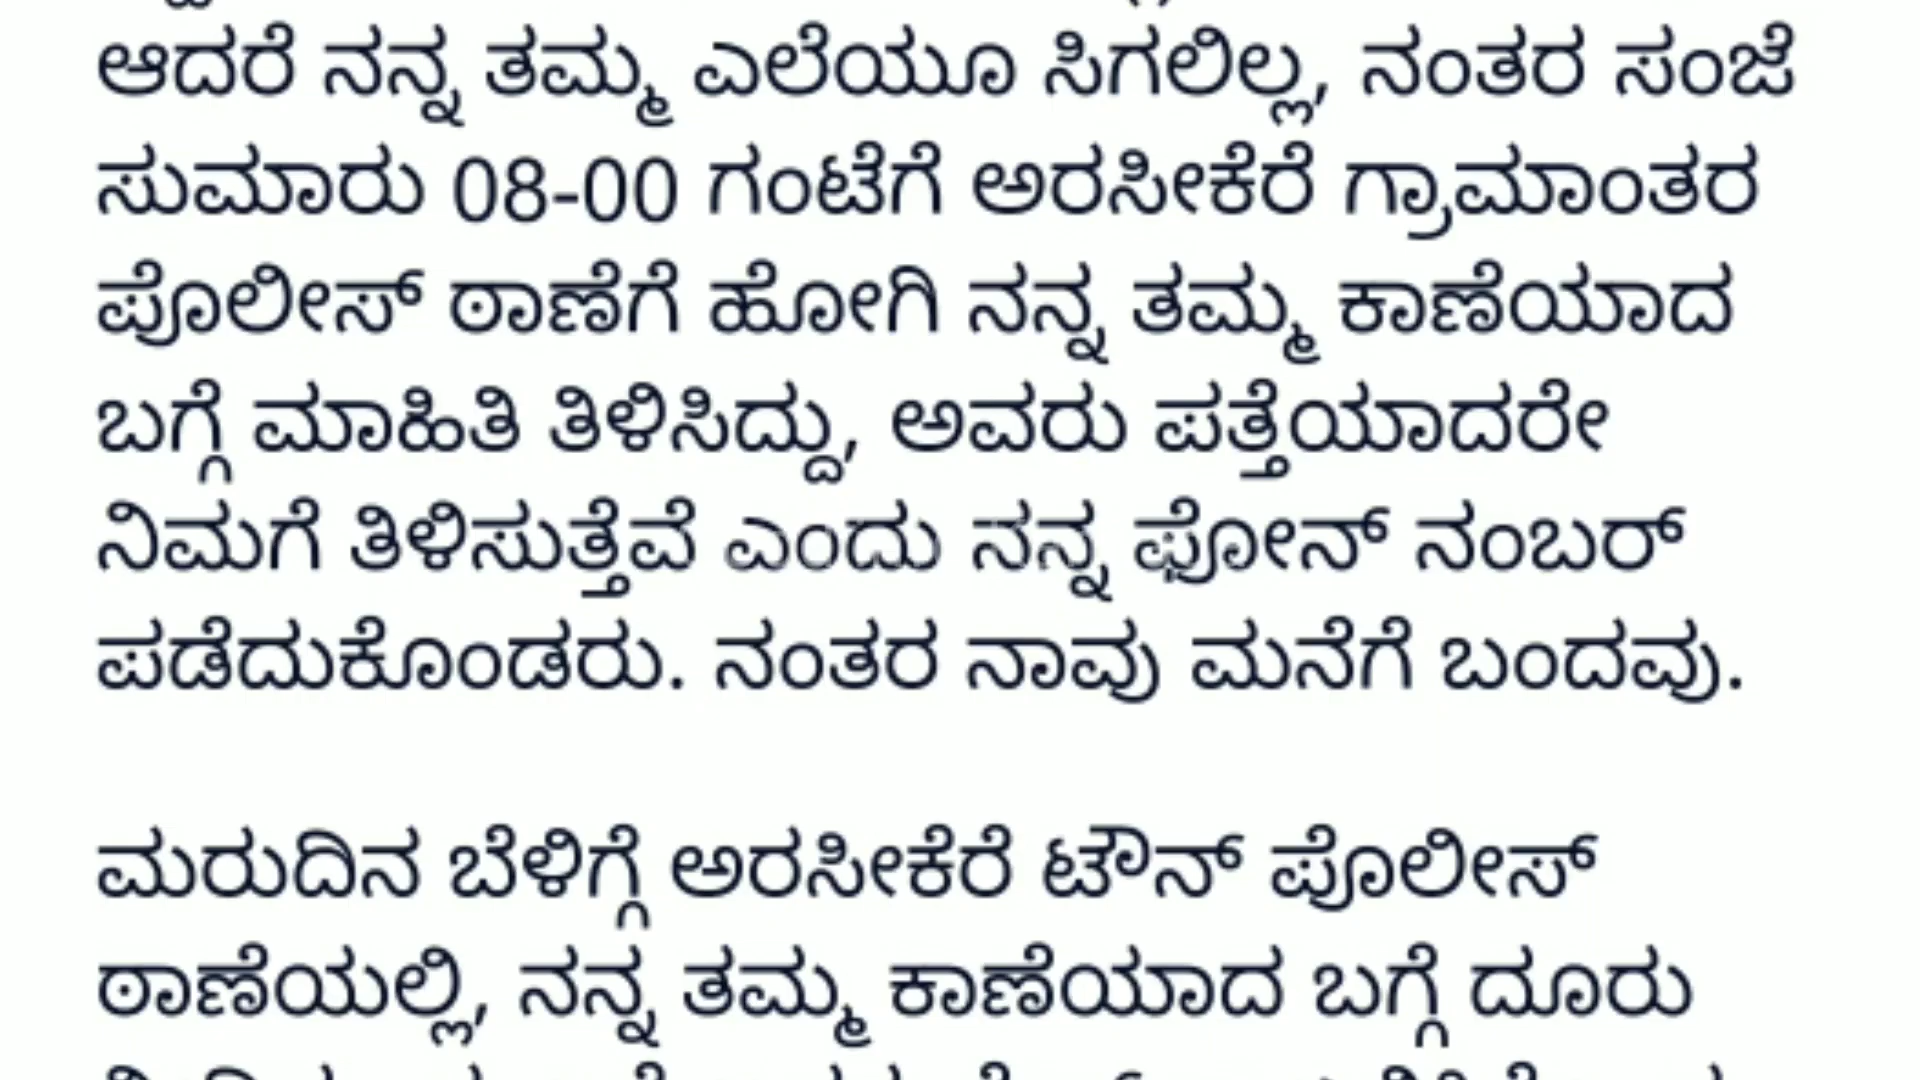 ಆದರೆ ನನ್ನ ತಮ್ಮ ಎಲೆಯೂ ಸಿಗಲಿಲ್ಲ, ನಂತರ ಸಂಜೆ
ಸುಮಾರು 08-00 ಗಂಟೆಗೆ ಅರಸೀಕೆರೆ ಗ್ರಾಮಾಂತರ
ಪೊಲೀಸ್ ಠಾಣೆಗೆ ಹೋಗಿ ನನ್ನ ತಮ್ಮ ಕಾಣೆಯಾದ
ಬಗ್ಗೆ ಮಾಹಿತಿ ತಿಳಿಸಿದ್ದು, ಅವರು ಪತ್ತೆಯಾದರೇ
ನಿಮಗೆ ತಿಳಿಸುತ್ತೆವೆ ಎಂದು ನನ್ನ ಫೋನ್ ನಂಬರ್
ಪಡೆದುಕೊಂಡರು. ನಂತರ ನಾವು ಮನೆಗೆ ಬಂದವು.
ಮರುದಿನ ಬೆಳಿಗ್ಗೆ ಅರಸೀಕೆರೆ ಟೌನ್ ಪೊಲೀಸ್
ಠಾಣೆಯಲ್ಲಿ, ನನ್ನ ತಮ್ಮ ಕಾಣೆಯಾದ ಬಗ್ಗೆ ದೂರು